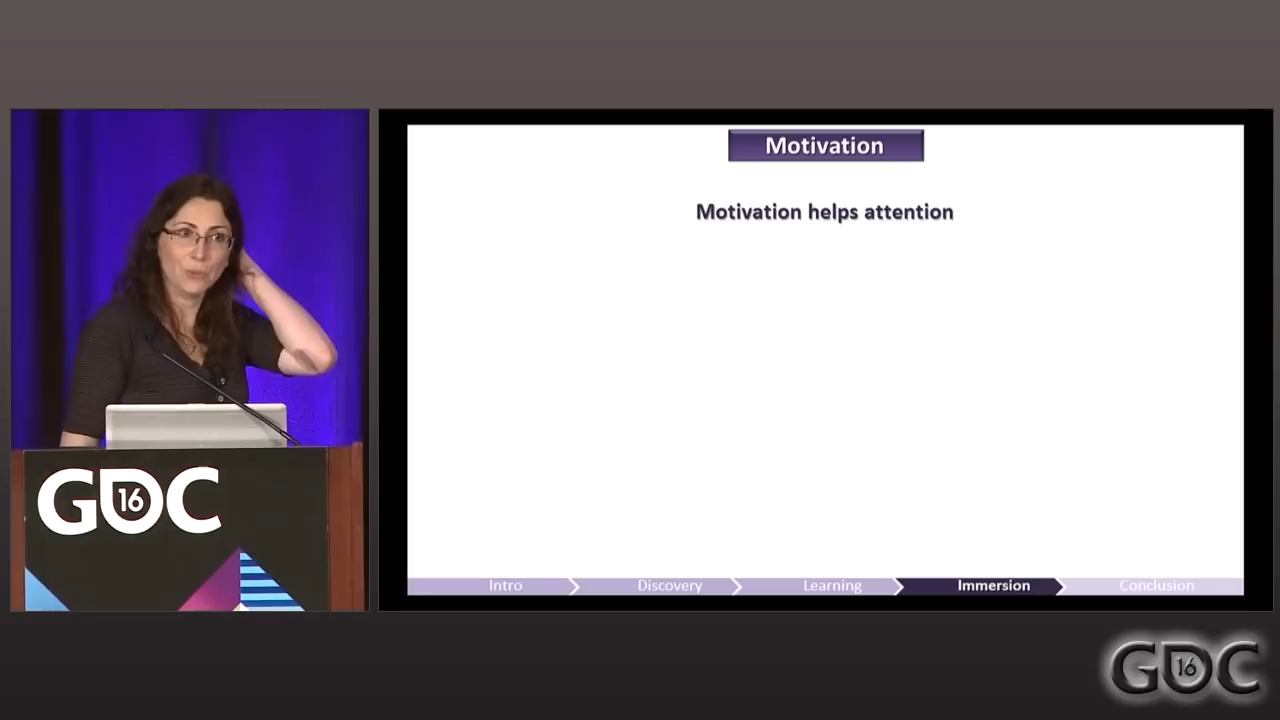 Motivation
Motivation helps attention
GDC 16
Intro
Discovery
Learning
Immersion
Conclusion
GDC 16